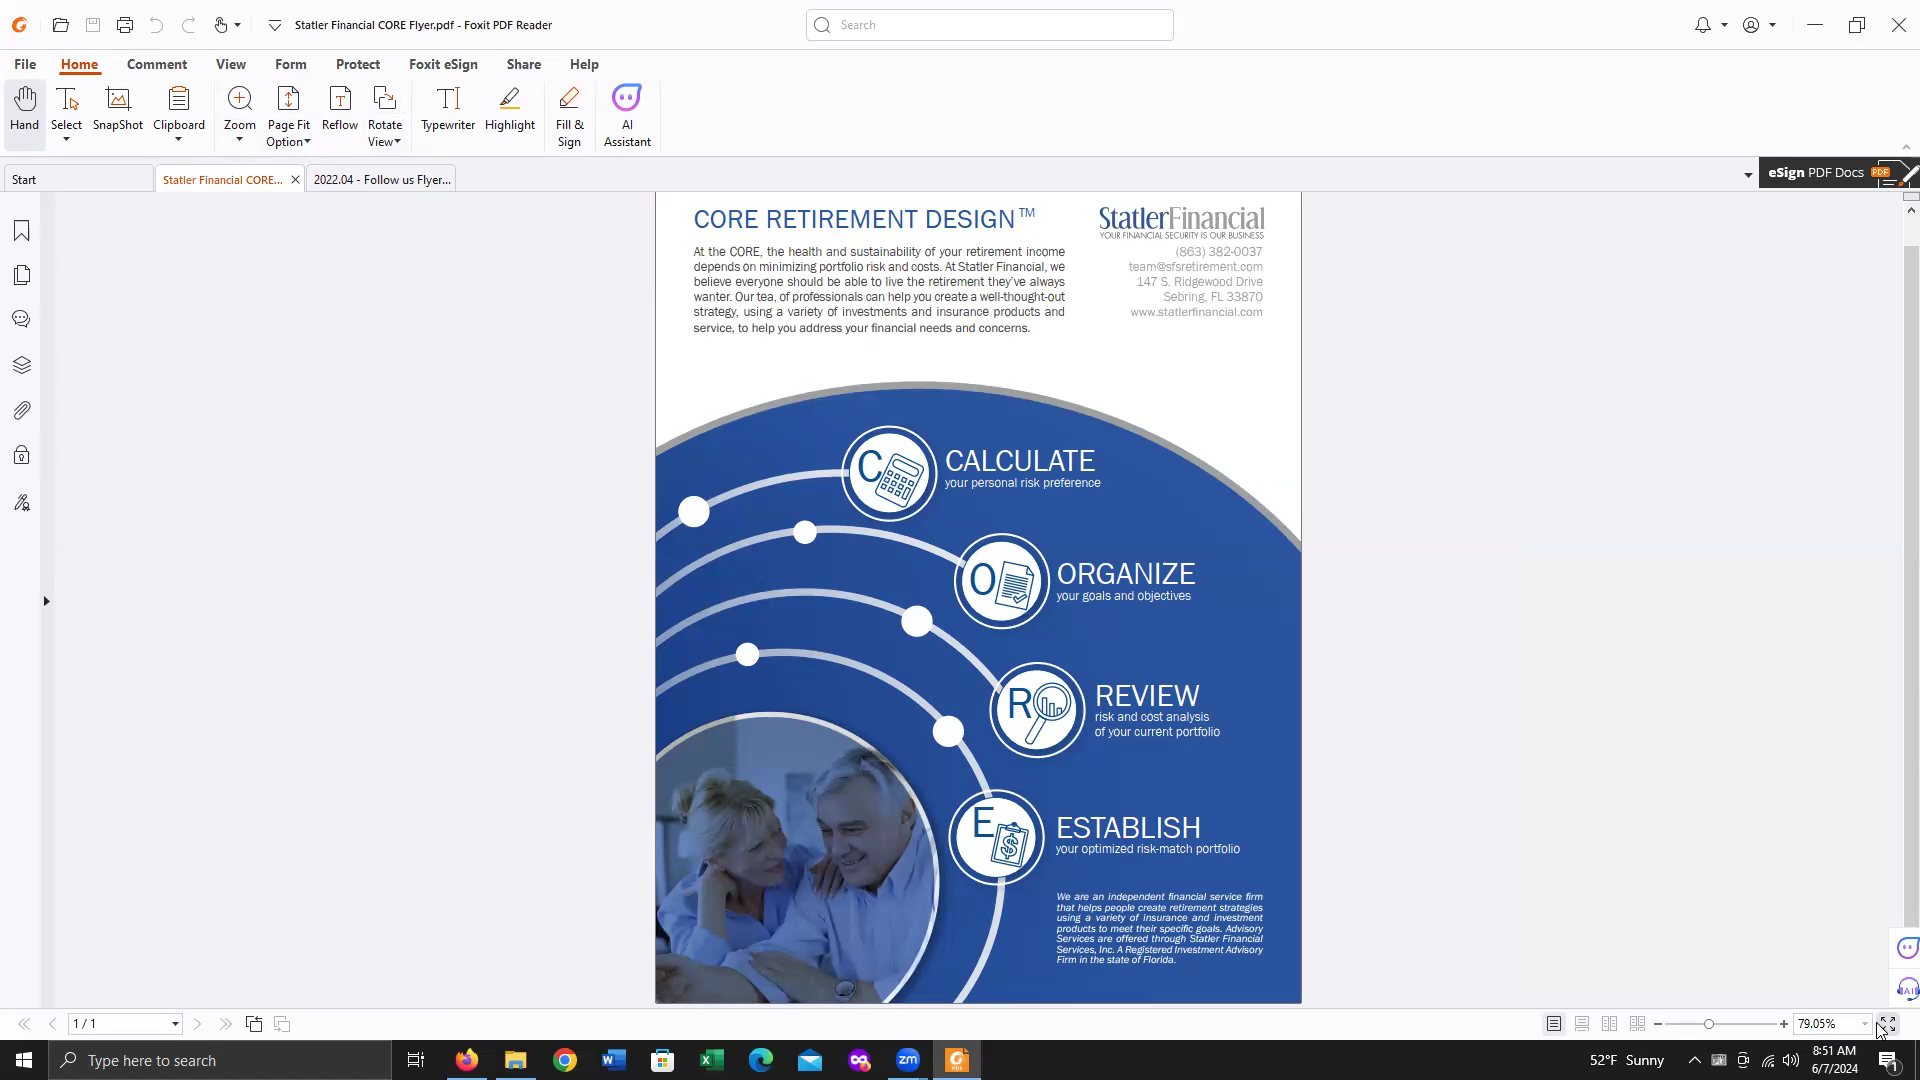 Statler Financial CORE Flyer.pdf - Foxit PDF Reader
Search
File Home Comment View Form Protect Foxit eSign Share Help
Hand Select SnapShot Clipboard Zoom Page Fit Option Reflow Rotate View Typewriter Highlight Fill & Sign AI Assistant
Start Statler Financial CORE... 2022.04 - Follow us Flyer...
eSign PDF Docs PDF
CORE RETIREMENT DESIGN™
At the CORE, the health and sustainability of your retirement income
depends on minimizing portfolio risk and costs. At Statler Financial, we
believe everyone should be able to live the retirement they've always
wanter. Our tea, of professionals can help you create a well-thought-out
strategy, using a variety of investments and insurance products and
service, to help you address your financial needs and concerns.
StatlerFinancial
YOUR FINANCIAL SECURITY IS OUR BUSINESS
(863) 382-0037
team@sfsretirement.com
147 S. Ridgewood Drive
Sebring, FL 33870
www.statlerfinancial.com
C CALCULATE
your personal risk preference
O ORGANIZE
your goals and objectives
R REVIEW
risk and cost analysis
of your current portfolio
E ESTABLISH
$
your optimized risk-match portfolio
We are an independent financial service firm
that helps people create retirement strategies
using a variety of insurance and investment
products to meet their specific goals. Advisory
Services are offered through Statler Financial
Services, Inc. A Registered Investment Advisory
Firm in the state of Florida.
AI
1 / 1
79.05%
Type here to search
W
X
zm
52°F Sunny
8:51 AM
6/7/2024
1